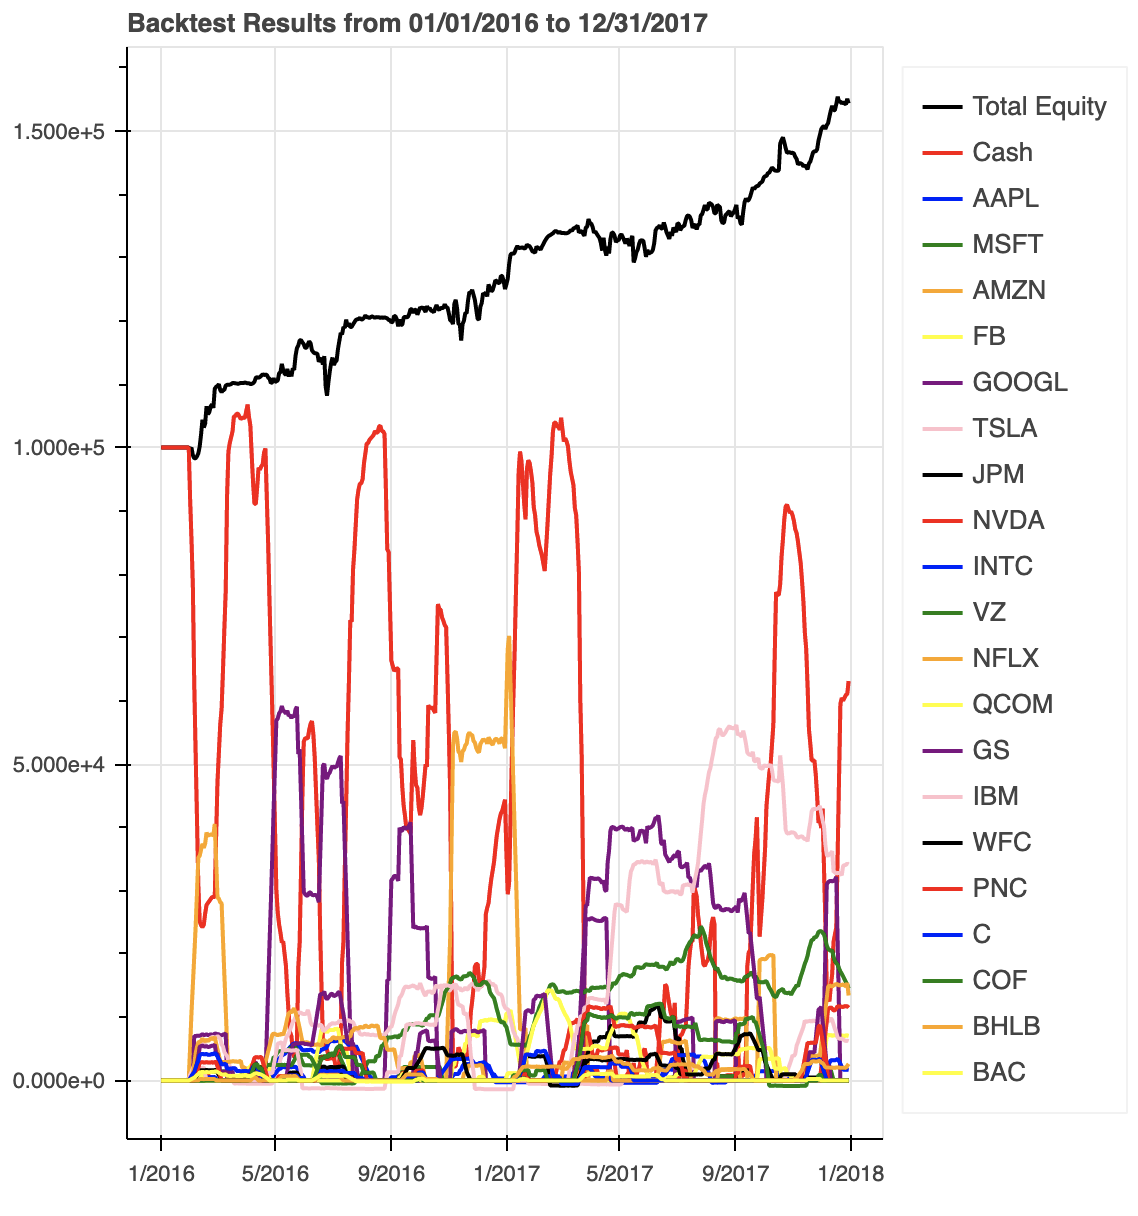 Backtest Results from 01/01/2016 to 12/31/2017
1.500e+5
1.000e+5
5.000e+4
0.000e+0
1/2016
5/2016
9/2016
1/2017
5/2017
9/2017
1/2018
Total Equity
Cash
AAPL
MSFT
AMZN
FB
GOOGL
TSLA
JPM
NVDA
INTC
VZ
NFLX
QCOM
GS
IBM
WFC
PNC
C
COF
BHLB
BAC